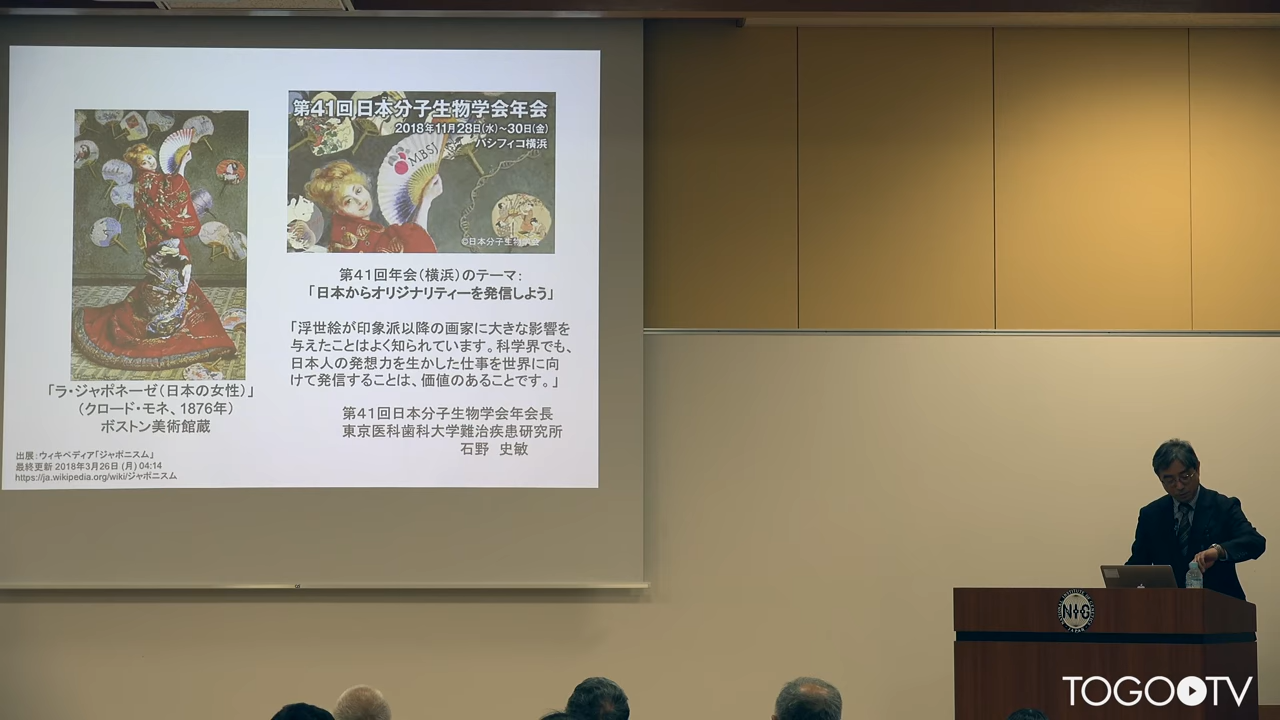 第41回 日本分子生物学会年会
2018年11月28日(水)～30日(金)
パシフィコ横浜
MBSJ
©日本分子生物学会
第41回年会（横浜）のテーマ：
「日本からオリジナリティーを発信しよう」
「浮世絵が印象派以降の画家に大きな影響を
与えたことはよく知られています。科学界でも、
日本人の発想力を生かした仕事を世界に向
けて発信することは、価値のあることです。」
第41回日本分子生物学会年会長
東京医科歯科大学難治疾患研究所
石野 史敏
「ラ・ジャポネーゼ（日本の女性）」
（クロード・モネ、1876年）
ボストン美術館蔵
出展：ウィキペディア「ジャポニスム」
最終更新 2018年3月26日 (月) 04:14
https://ja.wikipedia.org/wiki/ジャポニスム
NIG
JAPAN
TOGOTV